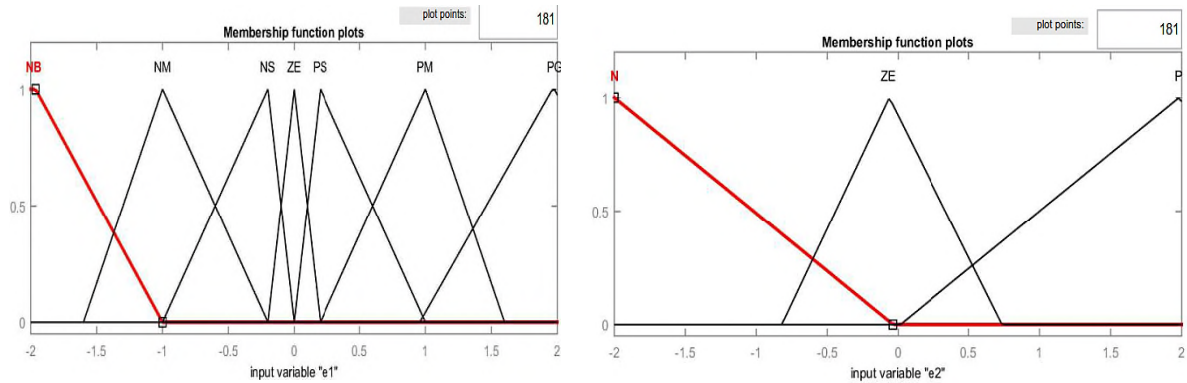 plot points: 181
Membership function plots
NB NM NS ZE PS PM PG
1
0.5
0
-2 -1.5 -1 -0.5 0 0.5 1 1.5 2
input variable "e1"
plot points: 181
Membership function plots
N ZE P
1
0.5
0
-2 -1.5 -1 -0.5 0 0.5 1 1.5 2
input variable "e2"